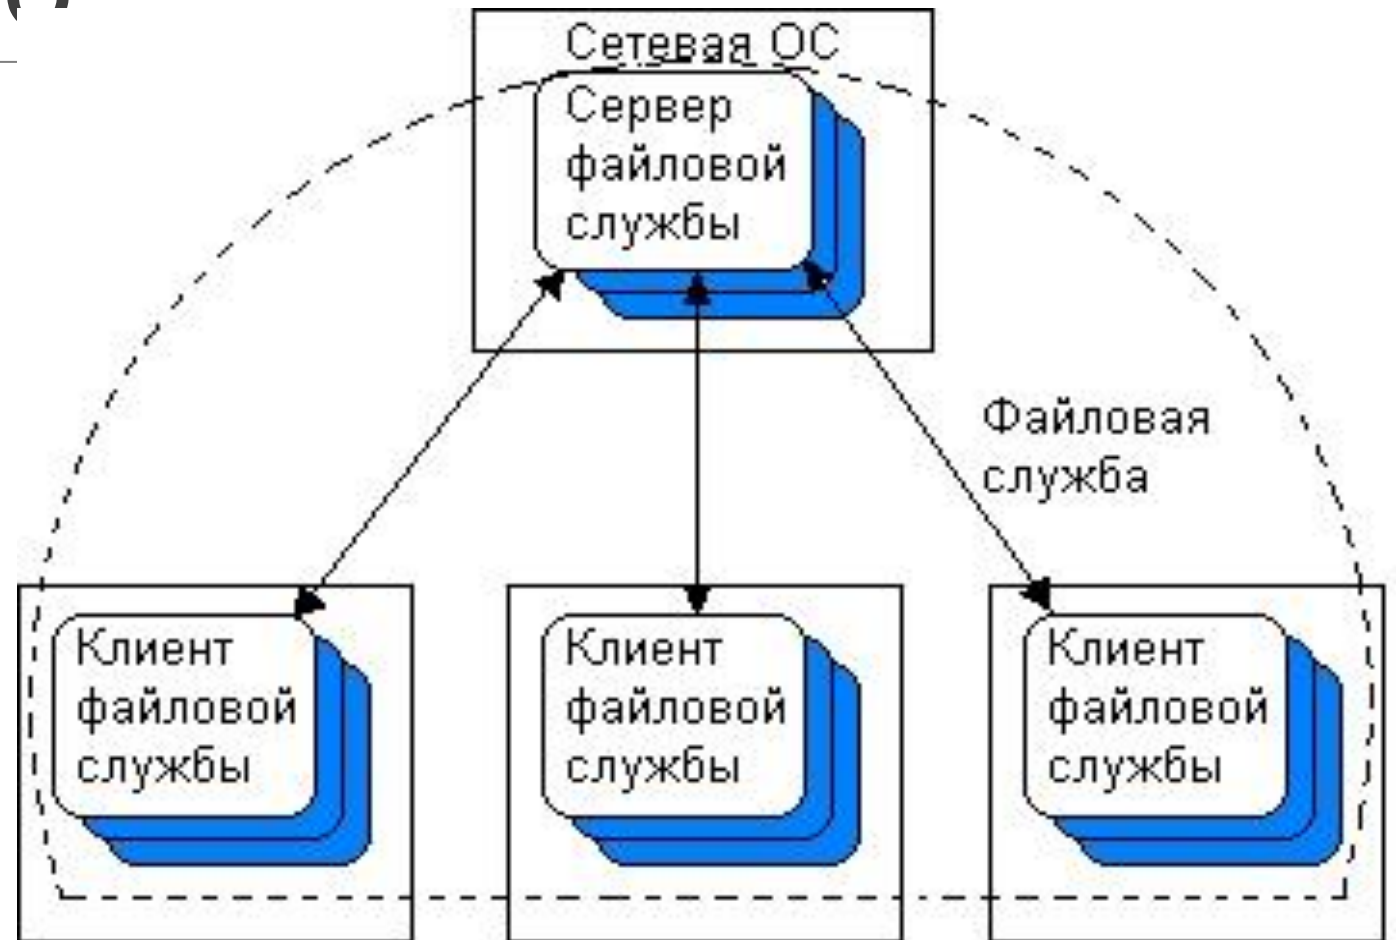 Сетевая ОС
Сервер
файловой
службы
Файловая
служба
Клиент
файловой
службы
Клиент
файловой
службы
Клиент
файловой
службы